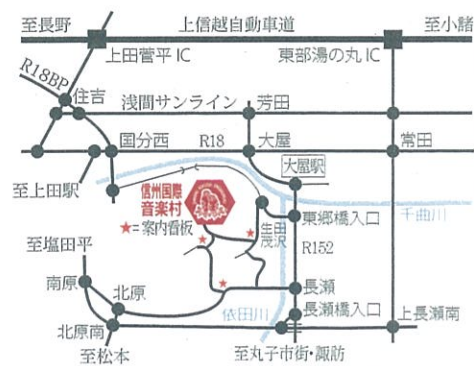 至長野
上信越自動車道
至小諸
上田菅平IC
東部湯の丸IC
R18BP
住吉
浅間サンライン
芳田
国分西
R18
大屋
常田
大屋駅
至上田駅
信州国際
音楽村
★=案内看板
生田
茂沢
東郷橋入口
千曲川
至塩田平
R152
南原
北原
長瀬
依田川
長瀬橋入口
北原南
上長瀬南
至松本
至丸子市街・諏訪